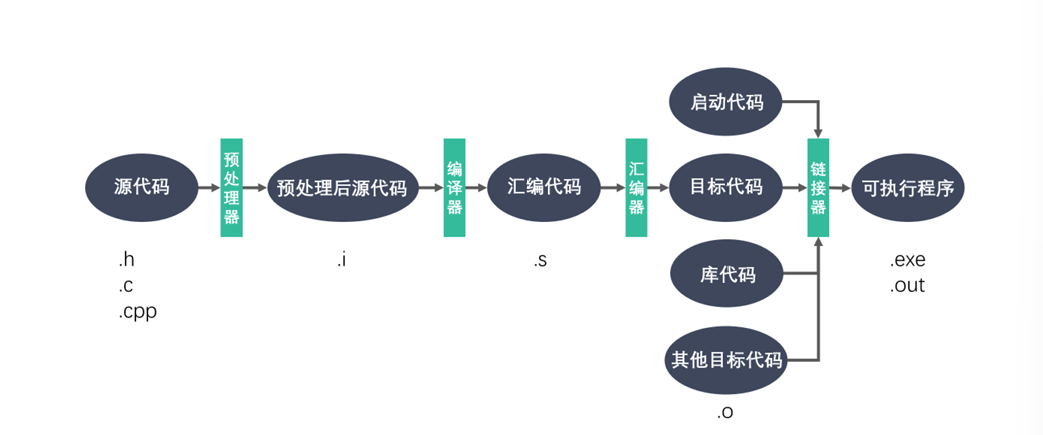 启动代码
源代码
预处理器
预处理后源代码
编译器
汇编代码
汇编器
目标代码
链接器
可执行程序
.h
.c
.cpp
.i
.s
库代码
.exe
.out
其他目标代码
.o